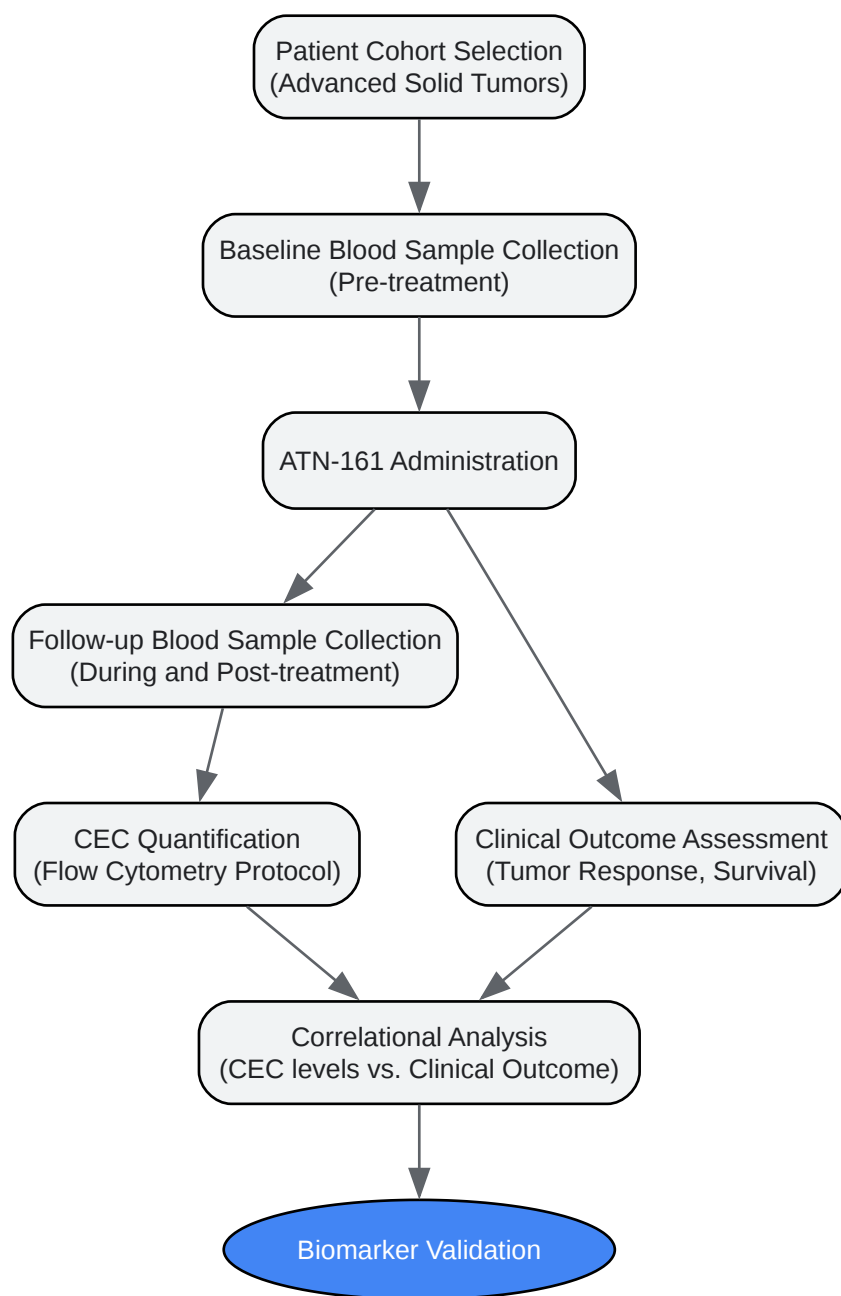 Patient Cohort Selection
(Advanced Solid Tumors)
Baseline Blood Sample Collection
(Pre-treatment)
ATN-161 Administration
Follow-up Blood Sample Collection
(During and Post-treatment)
CEC Quantification
(Flow Cytometry Protocol)
Clinical Outcome Assessment
(Tumor Response, Survival)
Correlational Analysis
(CEC levels vs. Clinical Outcome)
Biomarker Validation